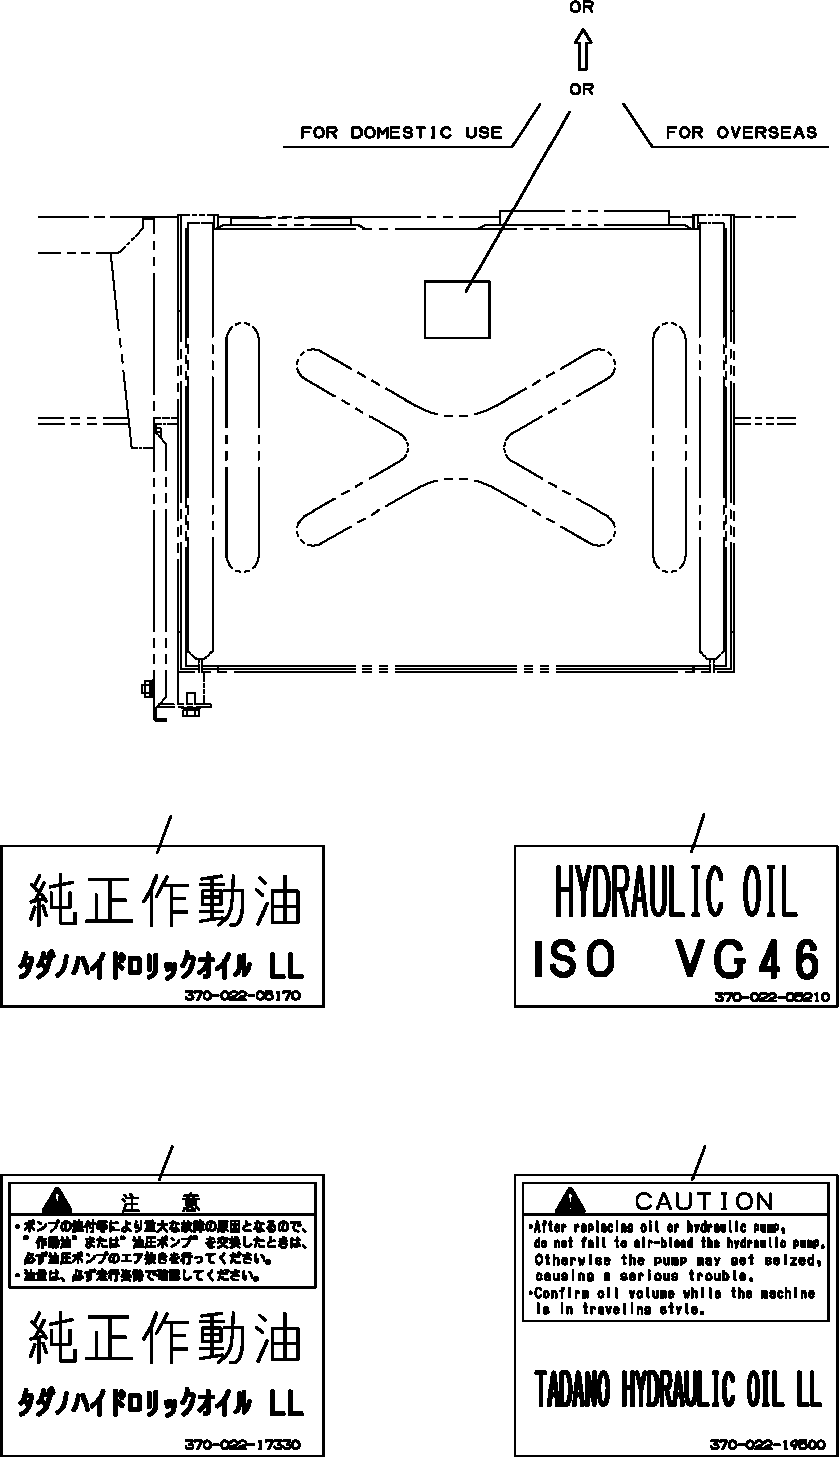 OR
OR
FOR DOMESTIC USE
FOR OVERSEAS
純正作動油
タダノハイドロリックオイル LL
370-022-05170
HYDRAULIC OIL
ISO VG46
370-022-05210
注 意
・ポンプの換付等により重大な故障の原因となるので、
"作動油"または"油圧ポンプ"を交換したときは、
必ず油圧ポンプのエア抜きを行ってください。
・油量は、必ず走行姿勢で確認してください。
純正作動油
タダノハイドロリックオイル LL
370-022-17330
CAUTION
・After replacing oil or hydraulic pump,
do not fail to air-bleed the hydraulic pump.
Otherwise the pump may get seized,
causing a serious trouble.
・Confirm oil volume while the machine
is in traveling style.
TADANO HYDRAULIC OIL LL
370-022-19500